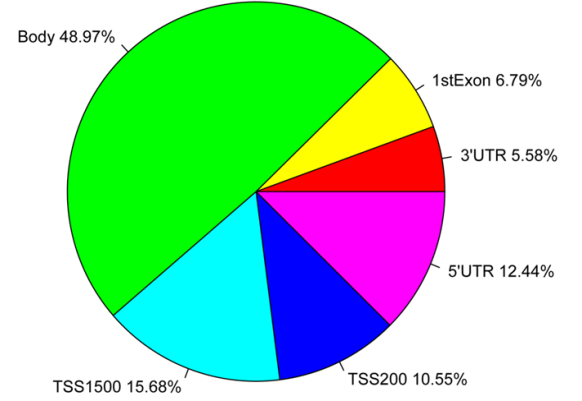 Body 48.97%
1stExon 6.79%
3'UTR 5.58%
5'UTR 12.44%
TSS200 10.55%
TSS1500 15.68%